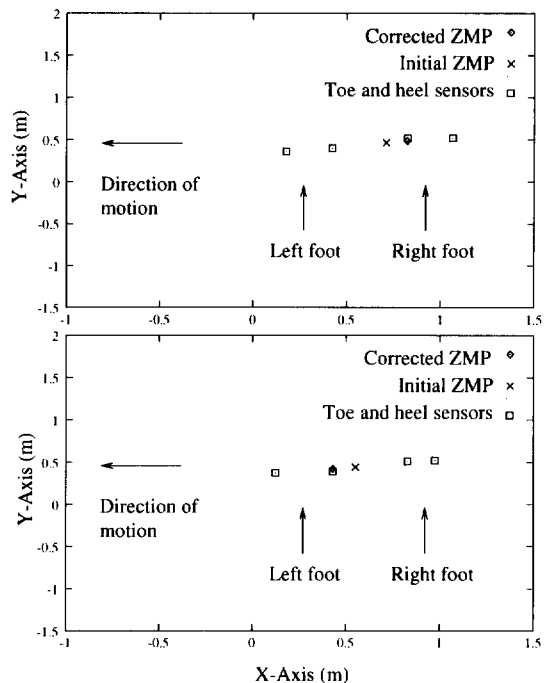 2
Corrected ZMP
1.5
Initial ZMP
Toe and heel sensors
1
0.5
0
Direction of
motion
-0.5
Left foot
Right foot
-1
-1.5
-1
-0.5
0
0.5
1
1.5
Y-Axis (m)
2
Corrected ZMP
1.5
Initial ZMP
Toe and heel sensors
1
0.5
0
Direction of
motion
-0.5
Left foot
Right foot
-1
-1.5
-1
-0.5
0
0.5
1
1.5
Y-Axis (m)
X-Axis (m)